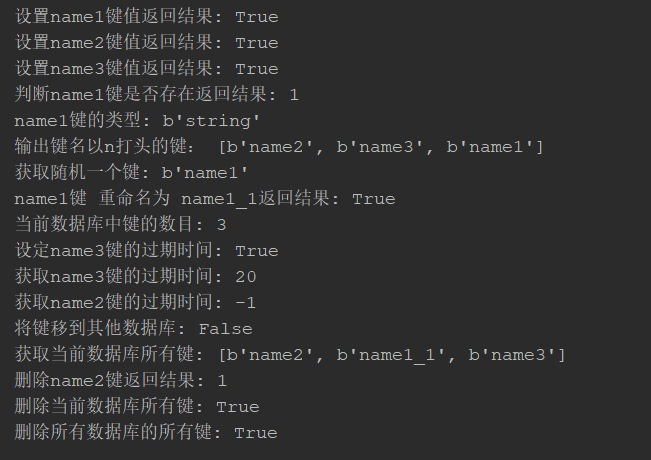 设置name1键值返回结果: True
设置name2键值返回结果: True
设置name3键值返回结果: True
判断name1键是否存在返回结果: 1
name1键的类型: b'string'
输出键名以n打头的键： [b'name2', b'name3', b'name1']
获取随机一个键: b'name1'
name1键 重命名为 name1_1返回结果: True
当前数据库中键的数目: 3
设定name3键的过期时间: True
获取name3键的过期时间: 20
获取name2键的过期时间: -1
将键移到其他数据库: False
获取当前数据库所有键: [b'name2', b'name1_1', b'name3']
删除name2键返回结果: 1
删除当前数据库所有键: True
删除所有数据库的所有键: True